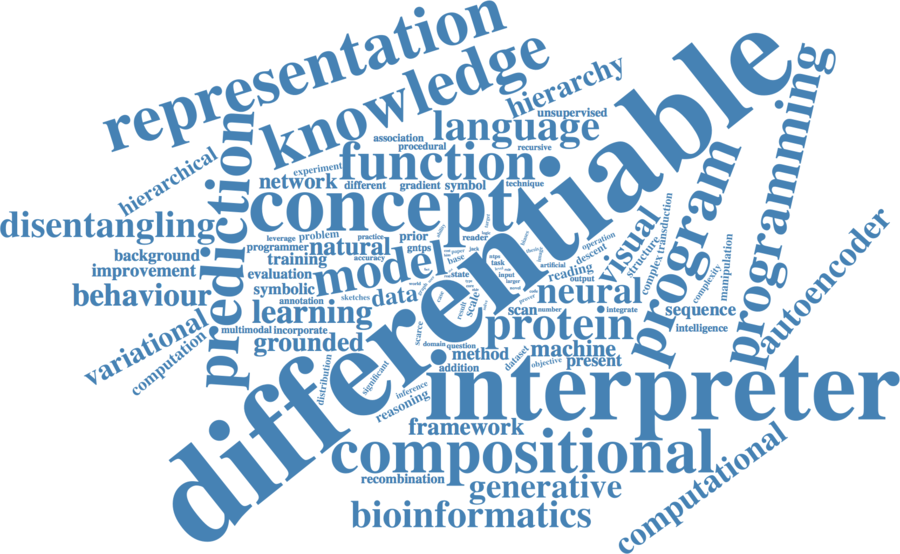 representation
knowledge
hierarchy
unsupervised
differentiable
programming
association
language
procedural
recursive
function
experiment
hierarchical
prediction
network
different
gradient
symbol
technique
concept
program
disentangling
leverage
problem
practice
prior
reader
programmer
natural
gntps
base
training
accuracy
visual
operation
descent
structure
complex
transduction
background
improvement
evaluation
model
state
task
input
artificial
reading
output
behaviour
symbolic
data
neural
complexity
manipulation
autoencoder
annotation
sketches
learning
scale
scan
number
integrate
sequence
variational
multimodal
incorporate
protein
intelligence
computation
grounded
scarce
domain
question
method
machine
dataset
objective
present
addition
distribution
significant
inference
reasoning
interpreter
framework
compositional
recombination
generative
computational
bioinformatics